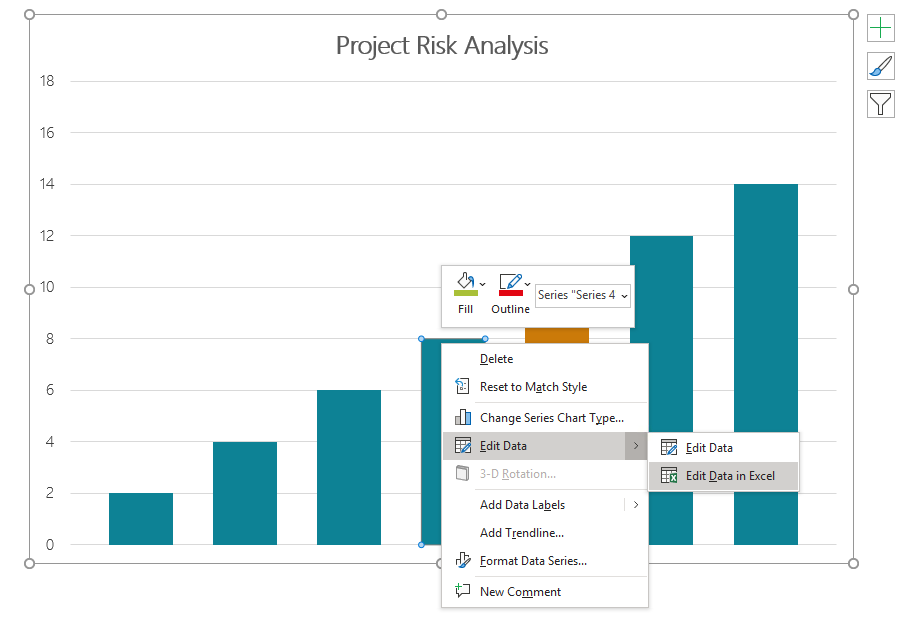 Project Risk Analysis
18
16
14
12
10
8
6
4
2
0
Fill
Outline
Series "Series 4
Delete
Reset to Match Style
Change Series Chart Type...
Edit Data
3-D Rotation...
Add Data Labels
Add Trendline...
Format Data Series...
New Comment
Edit Data
Edit Data in Excel